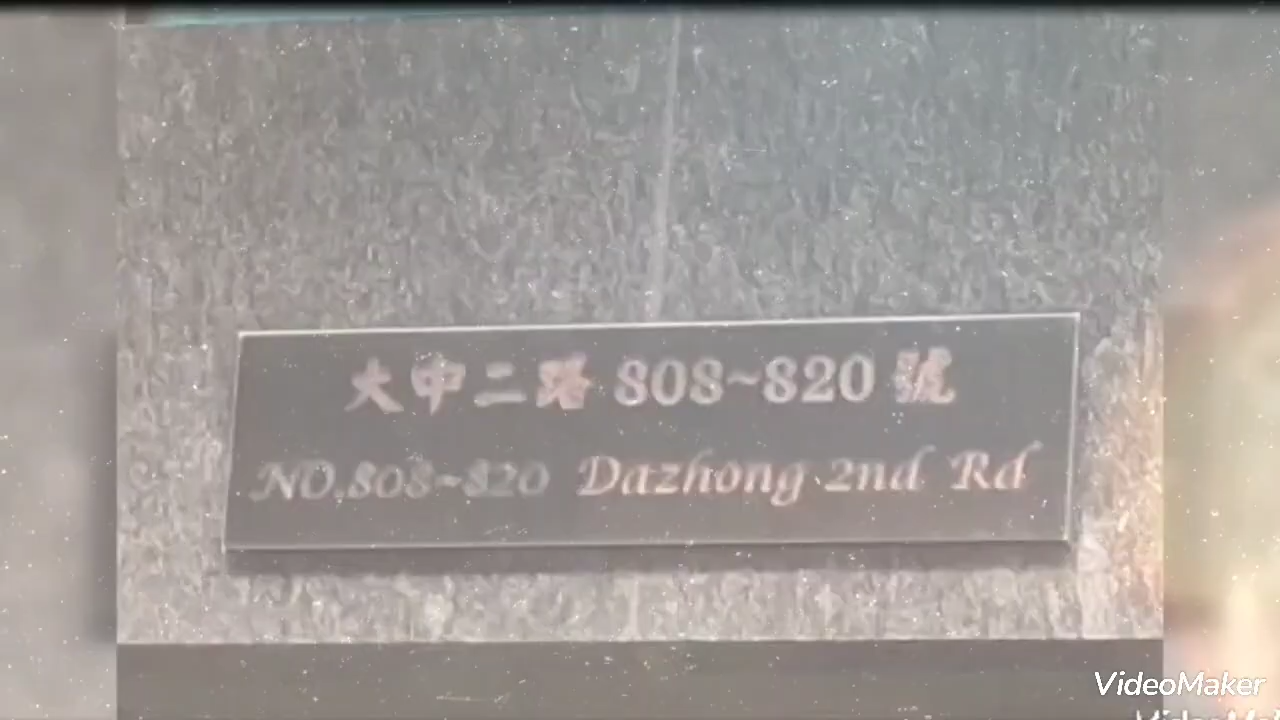 大中二路 808~820 號
NO.808~820 Dazhong 2nd Rd
VideoMaker